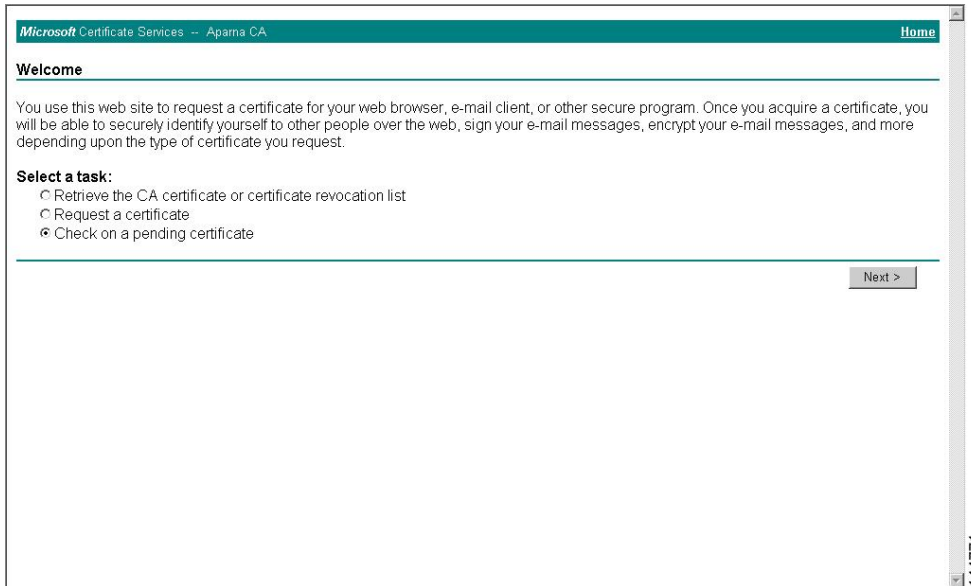 Microsoft Certificate Services -- Aparna CA Home
Welcome
You use this web site to request a certificate for your web browser, e-mail client, or other secure program. Once you acquire a certificate, you
will be able to securely identify yourself to other people over the web, sign your e-mail messages, encrypt your e-mail messages, and more
depending upon the type of certificate you request.
Select a task:
Retrieve the CA certificate or certificate revocation list
Request a certificate
Check on a pending certificate
Next >